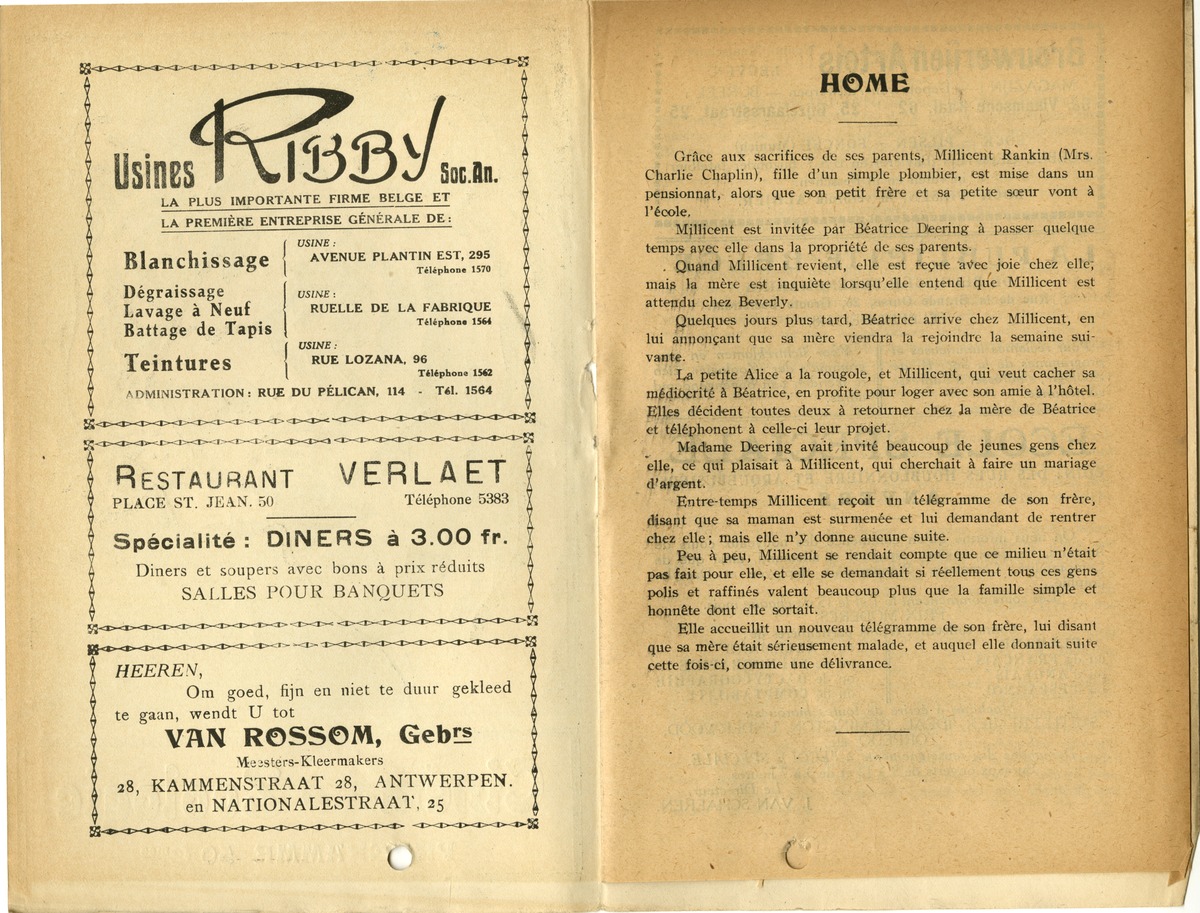 Usines RIBBY Soc.An.
LA PLUS IMPORTANTE FIRME BELGE ET
LA PREMIÈRE ENTREPRISE GÉNÉRALE DE :
Blanchissage
USINE :
AVENUE PLANTIN EST, 295
Téléphone 1570
Dégraissage
Lavage à Neuf
Battage de Tapis
USINE :
RUELLE DE LA FABRIQUE
Téléphone 1564
Teintures
USINE :
RUE LOZANA, 96
Téléphone 1562
ADMINISTRATION : RUE DU PÉLICAN, 114 - Tél. 1564
RESTAURANT VERLAET
PLACE ST. JEAN. 50 Téléphone 5383
Spécialité : DINERS à 3.00 fr.
Diners et soupers avec bons à prix réduits
SALLES POUR BANQUETS
HEEREN,
Om goed, fijn en niet te duur gekleed
te gaan, wendt U tot
VAN ROSSOM, Gebrs
Meesters-Kleermakers
28, KAMMENSTRAAT 28, ANTWERPEN.
en NATIONALESTRAAT, 25
HOME
Grâce aux sacrifices de ses parents, Millicent Rankin (Mrs.
Charlie Chaplin), fille d'un simple plombier, est mise dans un
pensionnat, alors que son petit frère et sa petite sœur vont à
l'école.
Millicent est invitée par Béatrice Deering à passer quelque
temps avec elle dans la propriété de ses parents.
Quand Millicent revient, elle est reçue avec joie chez elle,
mais la mère est inquiète lorsqu'elle entend que Millicent est
attendu chez Beverly.
Quelques jours plus tard, Béatrice arrive chez Millicent, en
lui annonçant que sa mère viendra la rejoindre la semaine sui-
vante.
La petite Alice a la rougole, et Millicent, qui veut cacher sa
médiocrité à Béatrice, en profite pour loger avec son amie à l'hôtel.
Elles décident toutes deux à retourner chez la mère de Béatrice
et téléphonent à celle-ci leur projet.
Madame Deering avait invité beaucoup de jeunes gens chez
elle, ce qui plaisait à Millicent, qui cherchait à faire un mariage
d'argent.
Entre-temps Millicent reçoit un télégramme de son frère,
disant que sa maman est surmenée et lui demandant de rentrer
chez elle ; mais elle n'y donne aucune suite.
Peu à peu, Millicent se rendait compte que ce milieu n'était
pas fait pour elle, et elle se demandait si réellement tous ces gens
polis et raffinés valent beaucoup plus que la famille simple et
honnête dont elle sortait.
Elle accueillit un nouveau télégramme de son frère, lui disant
que sa mère était sérieusement malade, et auquel elle donnait suite
cette fois-ci, comme une délivrance.